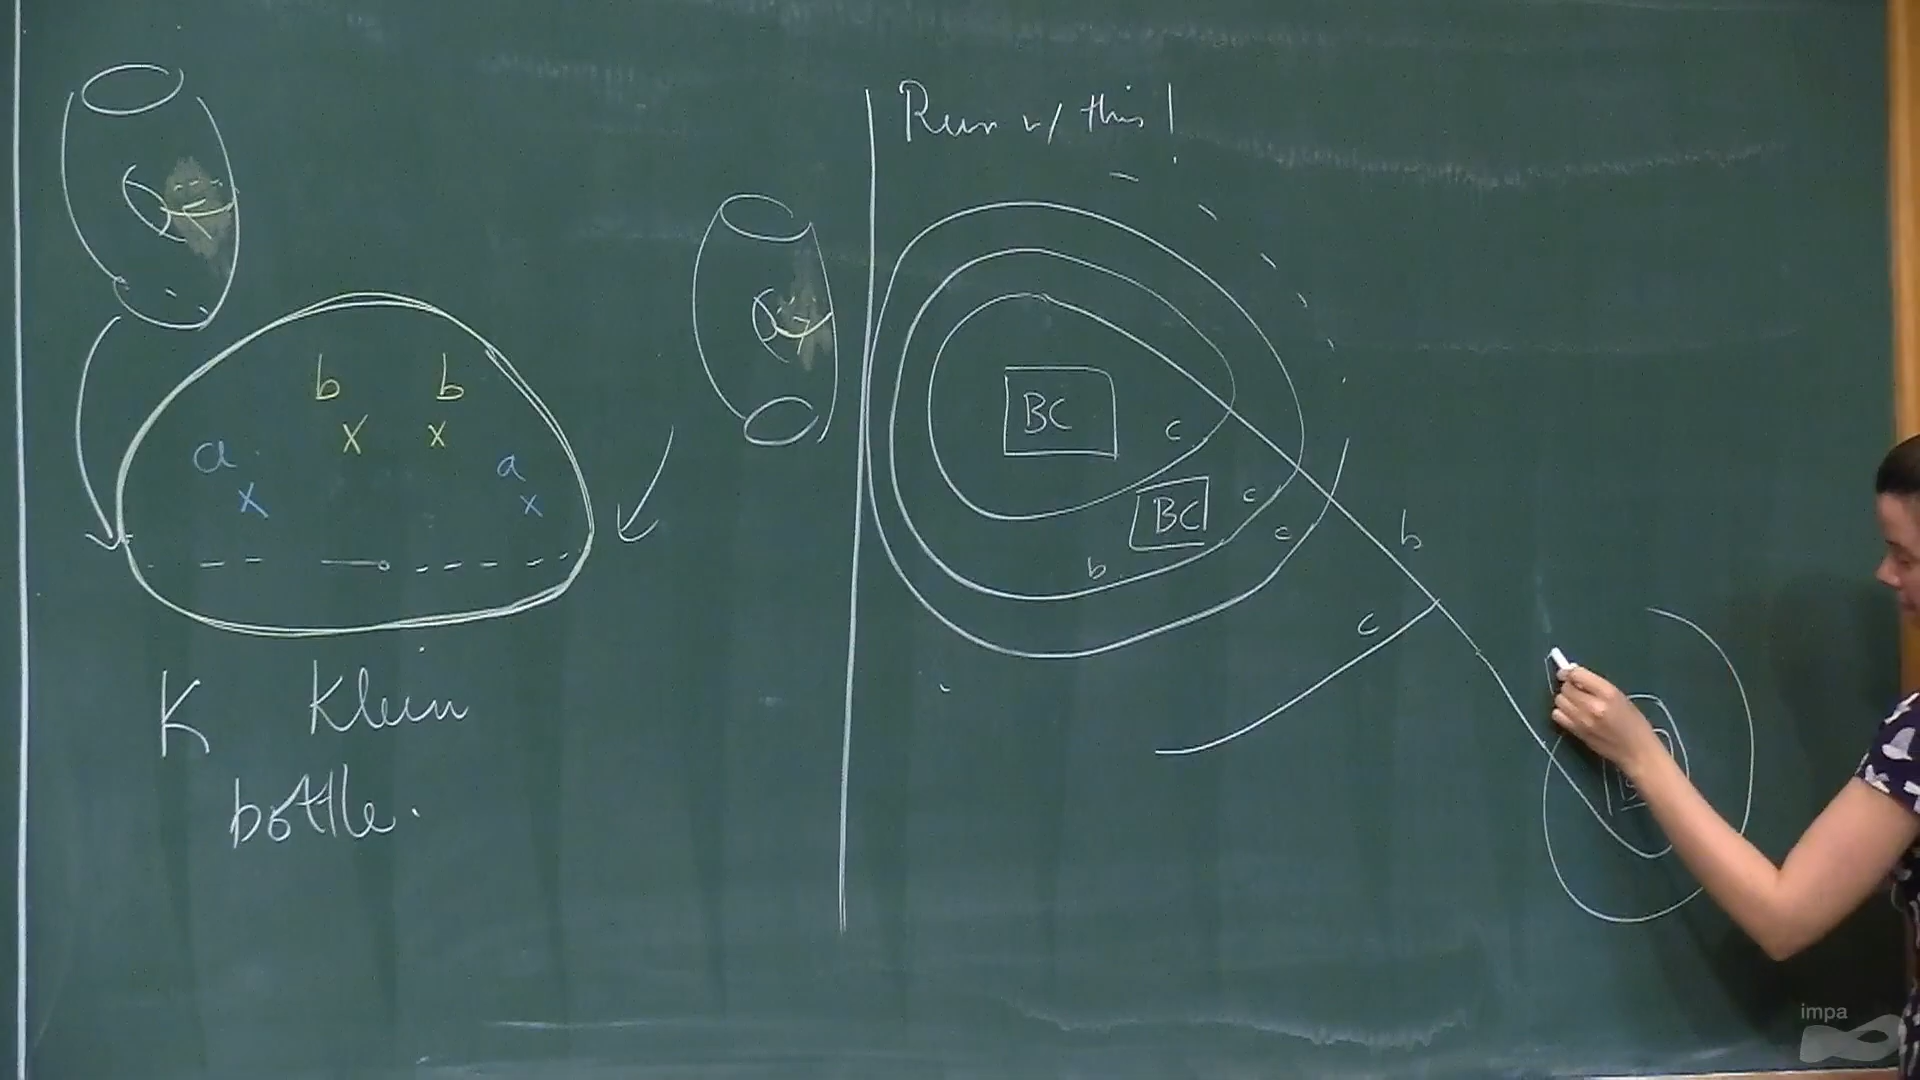 b b
a a
x x
x x
K Klein
bottle.
Run w/ this!
BC
c
BC c
c
b
b
c
impa